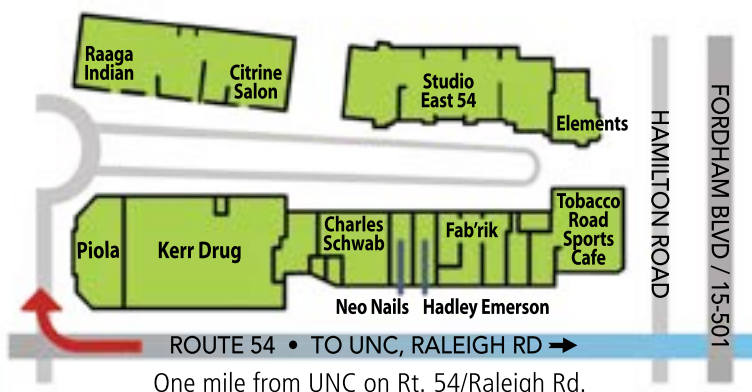 Raaga
Indian
Citrine
Salon
Studio
East 54
Elements
Piola
Kerr Drug
Charles
Schwab
Fab'rik
Tobacco
Road
Sports
Cafe
Neo Nails
Hadley Emerson
HAMILTON ROAD
FORDHAM BLVD / 15-501
ROUTE 54 • TO UNC, RALEIGH RD
One mile from UNC on Rt. 54/Raleigh Rd.